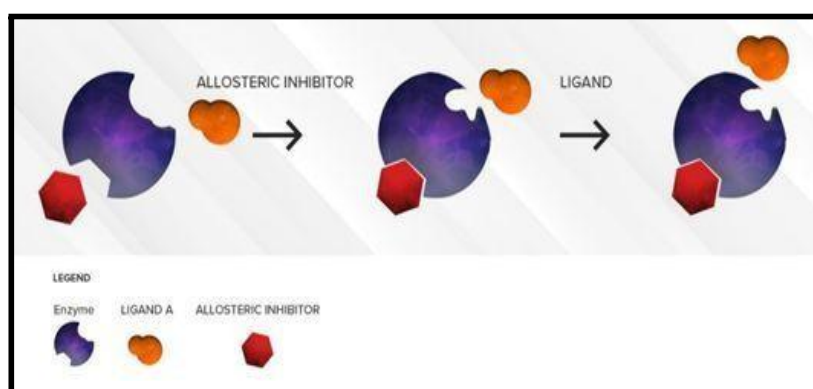 ALLOSTERIC INHIBITOR
LIGAND
LEGEND
Enzyme
LIGAND A
ALLOSTERIC INHIBITOR